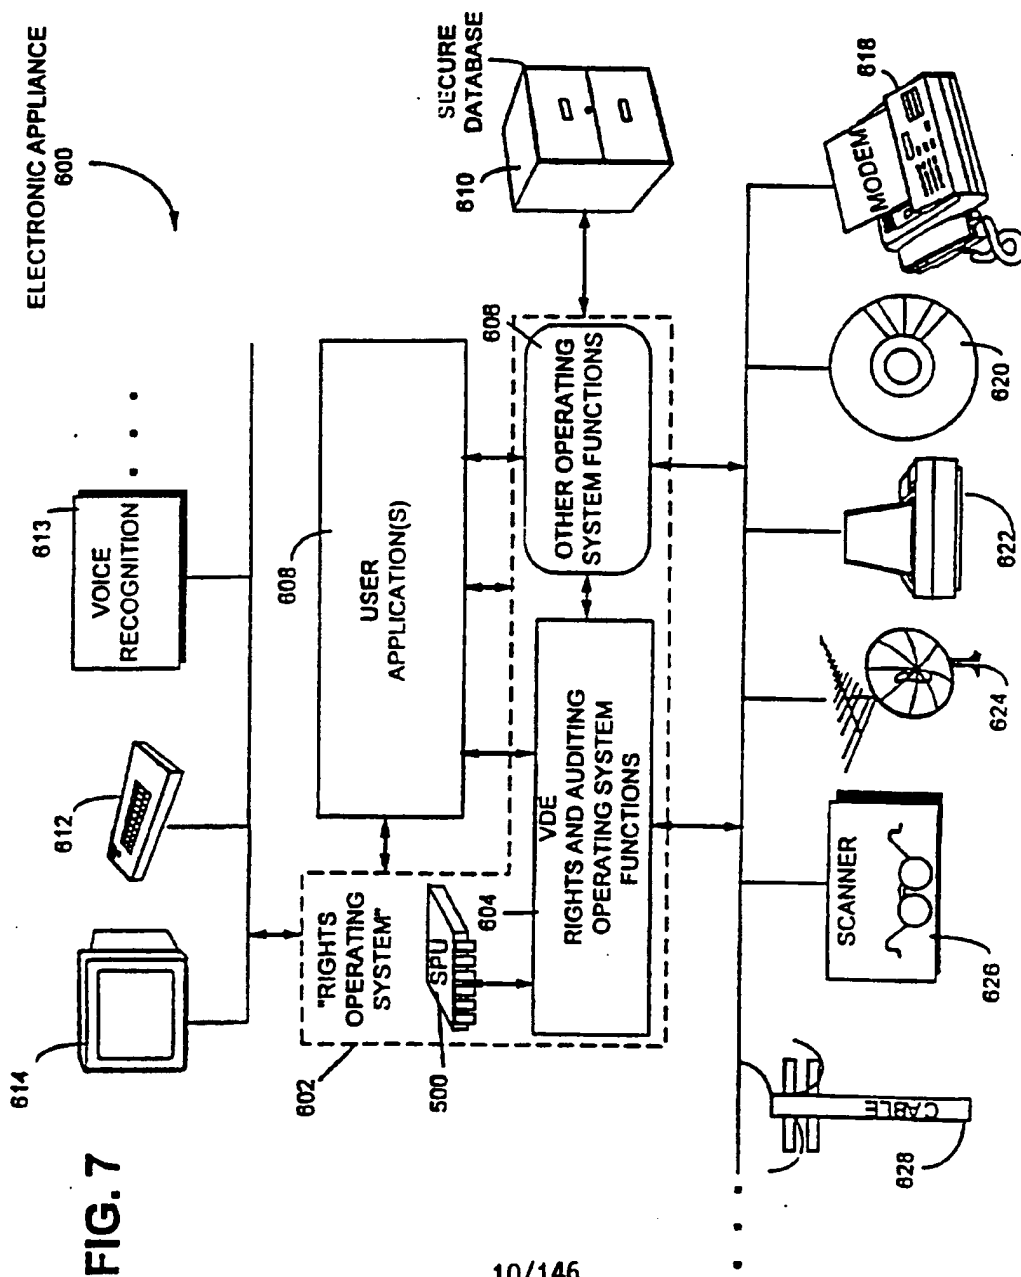 FIG. 7
ELECTRONIC APPLIANCE
600
614
612
613
VOICE
RECOGNITION
608
USER
APPLICATION(S)
SECURE
DATABASE
610
602
"RIGHTS
OPERATING
SYSTEM"
SPU
500
604
VDE
RIGHTS AND AUDITING
OPERATING SYSTEM
FUNCTIONS
606
OTHER OPERATING
SYSTEM FUNCTIONS
CABLE
628
SCANNER
626
624
622
620
MODEM
618
10/146